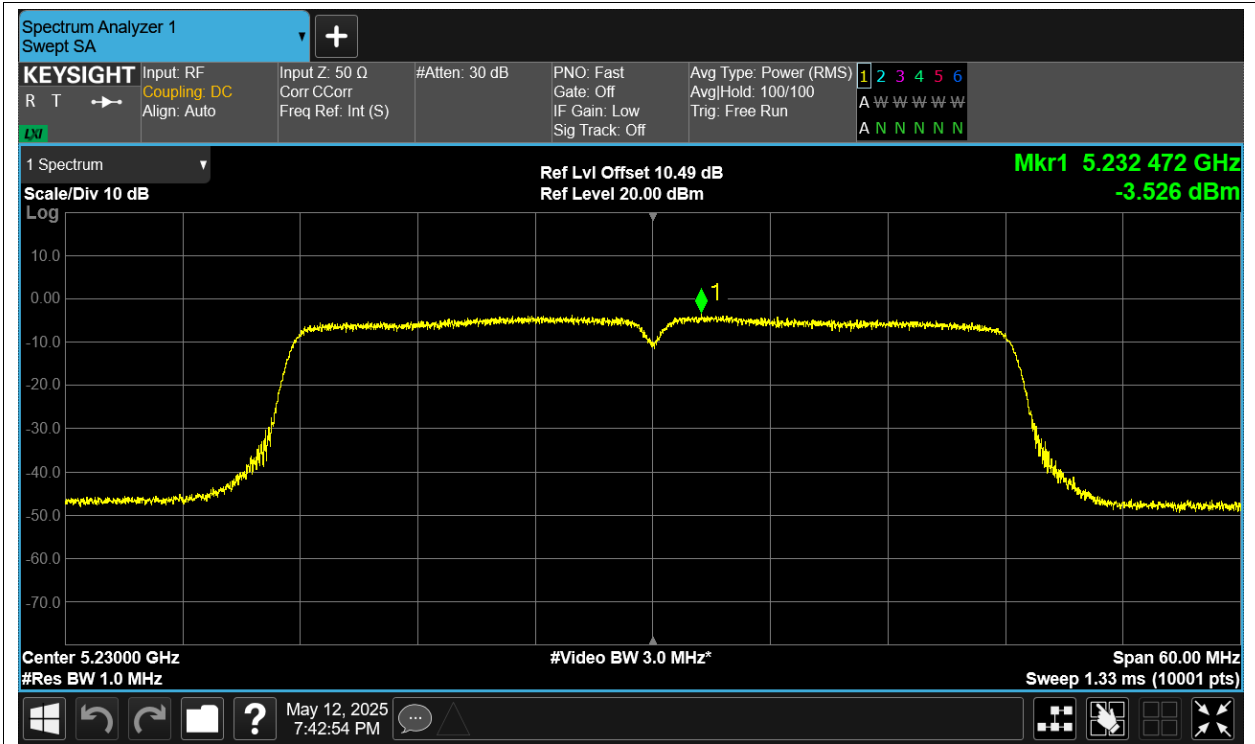 Spectrum Analyzer 1
Swept SA
KEYSIGHT
R T
LXI
Input: RF
Coupling: DC
Align: Auto
Input Z: 50 Ω
Corr CCorr
Freq Ref: Int (S)
#Atten: 30 dB
PNO: Fast
Gate: Off
IF Gain: Low
Sig Track: Off
Avg Type: Power (RMS)
Avg|Hold: 100/100
Trig: Free Run
1 2 3 4 5 6
A W W W W W
A N N N N N
1 Spectrum
Scale/Div 10 dB
Log
Ref Lvl Offset 10.49 dB
Ref Level 20.00 dBm
Mkr1 5.232 472 GHz
-3.526 dBm
1
10.0
0.00
-10.0
-20.0
-30.0
-40.0
-50.0
-60.0
-70.0
Center 5.23000 GHz
#Res BW 1.0 MHz
#Video BW 3.0 MHz*
Span 60.00 MHz
Sweep 1.33 ms (10001 pts)
?
May 12, 2025
7:42:54 PM